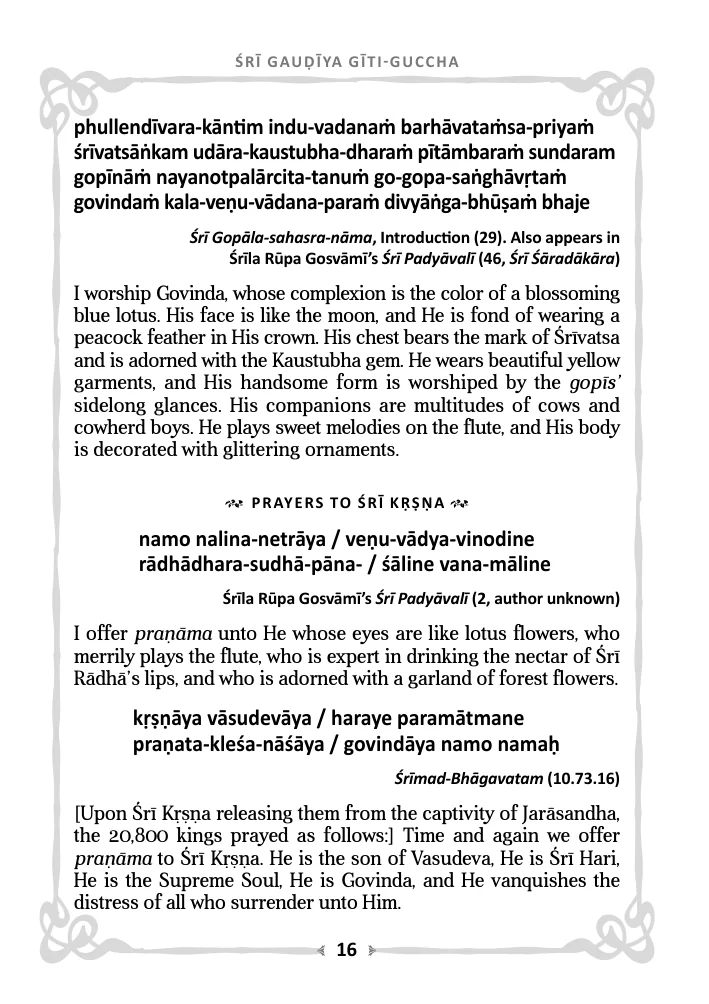 ŚRĪ GAUḌĪYA GĪTI-GUCCHA
phullendīvara-kāntim indu-vadanaṁ barhāvataṁsa-priyaṁ
śrīvatsāṅkam udāra-kaustubha-dharaṁ pītāmbaraṁ sundaram
gopīnāṁ nayanotpalārcita-tanuṁ go-gopa-saṅghāvṛtaṁ
govindaṁ kala-veṇu-vādana-paraṁ divyāṅga-bhūṣaṁ bhaje
Śrī Gopāla-sahasra-nāma, Introduction (29). Also appears in
Śrīla Rūpa Gosvāmī’s Śrī Padyāvalī (46, Śrī Śāradākāra)
I worship Govinda, whose complexion is the color of a blossoming
blue lotus. His face is like the moon, and He is fond of wearing a
peacock feather in His crown. His chest bears the mark of Śrīvatsa
and is adorned with the Kaustubha gem. He wears beautiful yellow
garments, and His handsome form is worshiped by the gopīs’
sidelong glances. His companions are multitudes of cows and
cowherd boys. He plays sweet melodies on the flute, and His body
is decorated with glittering ornaments.
PRAYERS TO ŚRĪ KṚṢṆA
namo nalina-netrāya / veṇu-vādya-vinodine
rādhādhara-sudhā-pāna- / śāline vana-māline
Śrīla Rūpa Gosvāmī’s Śrī Padyāvalī (2, author unknown)
I offer praṇāma unto He whose eyes are like lotus flowers, who
merrily plays the flute, who is expert in drinking the nectar of Śrī
Rādhā’s lips, and who is adorned with a garland of forest flowers.
kṛṣṇāya vāsudevāya / haraye paramātmane
praṇata-kleśa-nāśāya / govindāya namo namaḥ
Śrīmad-Bhāgavatam (10.73.16)
[Upon Śrī Kṛṣṇa releasing them from the captivity of Jarāsandha,
the 20,800 kings prayed as follows:] Time and again we offer
praṇāma to Śrī Kṛṣṇa. He is the son of Vasudeva, He is Śrī Hari,
He is the Supreme Soul, He is Govinda, and He vanquishes the
distress of all who surrender unto Him.
16